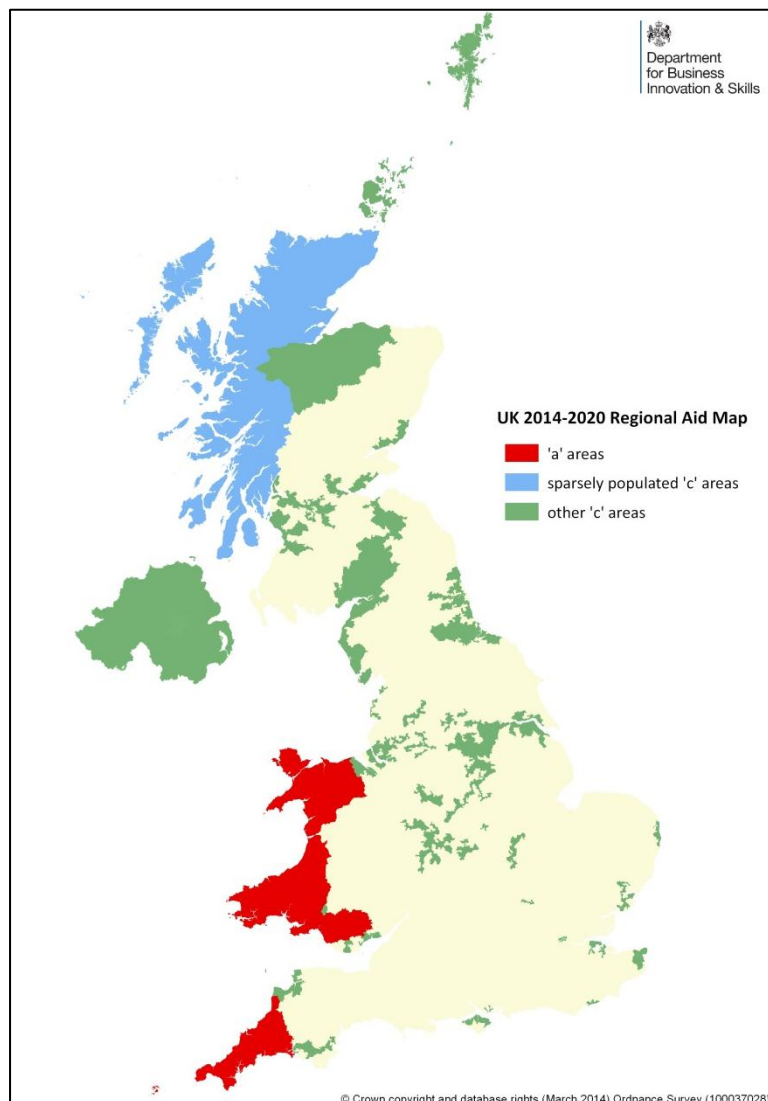 Department
for Business
Innovation & Skills
UK 2014-2020 Regional Aid Map
'a' areas
sparsely populated 'c' areas
other 'c' areas
© Crown copyright and database rights (March 2014) Ordnance Survey (100037028)